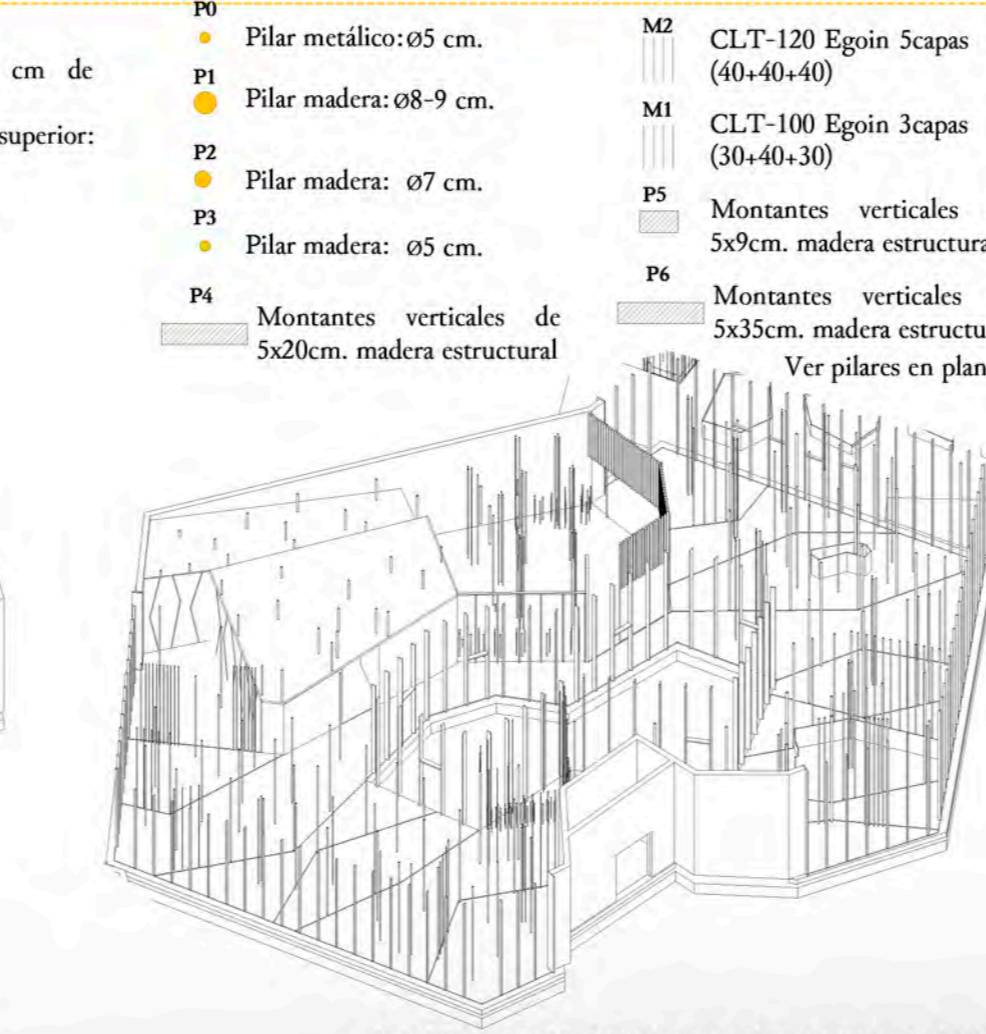 cm de
superior:
P0
Pilar metálico: Ø5 cm.
P1
Pilar madera: Ø8-9 cm.
P2
Pilar madera: Ø7 cm.
P3
Pilar madera: Ø5 cm.
P4
Montantes verticales de
5x20cm. madera estructural
M2
CLT-120 Egoin 5capas
(40+40+40)
M1
CLT-100 Egoin 3capas
(30+40+30)
P5
Montantes verticales
5x9cm. madera estructura
P6
Montantes verticales
5x35cm. madera estructu
Ver pilares en plan